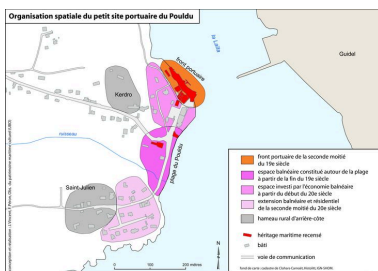 Organisation spatiale du petit site portuaire du Pouldu
la Laïta
Guidel
front portuaire
Kerdro
ruisseau
plage du Pouldu
Saint-Julien
Front portuaire de la seconde moitié
du 19e siècle
espace balnéaire constitué autour de la plage
à partir de la fin du 19e siècle
espace investi par l'économie balnéaire
à partir du début du 20e siècle
extension balnéaire et résidentiel
de la seconde moitié du 20e siècle
hameau rural d'arrière-côte
héritage maritime recensé
bâti
voie de communication
N
0
200 mètres